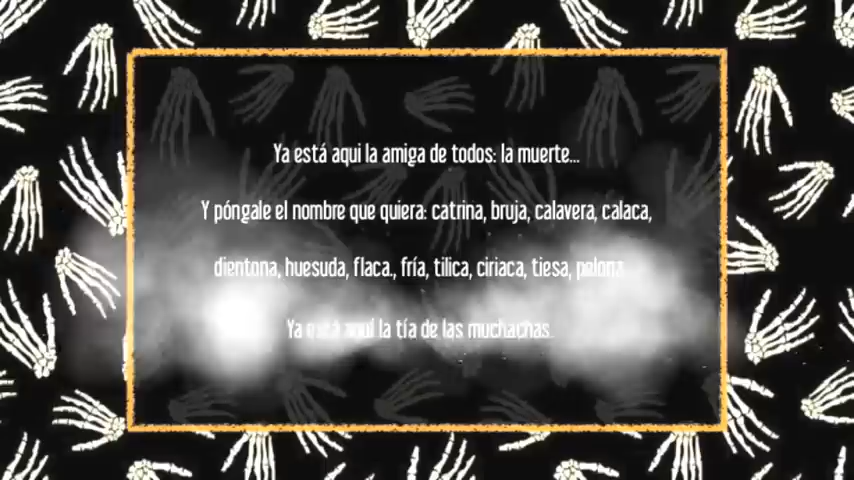 Ya está aqui la amiga de todos: la muerte...
Y póngale el nombre que quiera: catrina, bruja, calavera, calaca,
dientona, huesuda, flaca., fría, tilica, ciriaca, tiesa, pelona
Ya está aquí la tía de las muchachas.